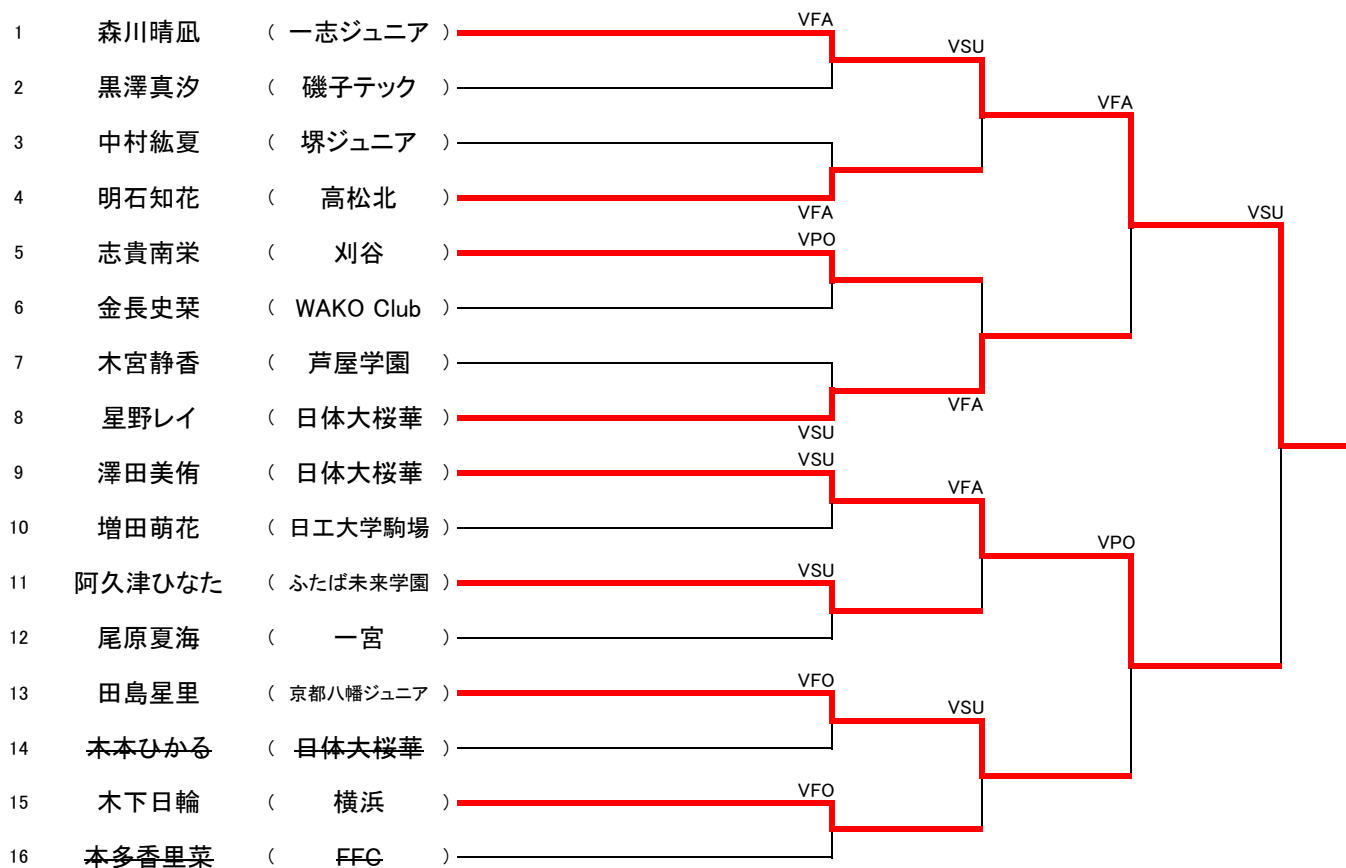 1 森川晴凪 ( 一志ジュニア ) VFA
VSU
2 黒澤真汐 ( 磯子テック )
VFA
3 中村紘夏 ( 堺ジュニア )
4 明石知花 ( 高松北 )
VFA
VSU
VPO
5 志貴南栄 ( 刈谷 )
6 金長史栞 ( WAKO Club )
7 木宮静香 ( 芦屋学園 )
VFA
8 星野レイ ( 日体大桜華 )
VSU
VSU
9 澤田美侑 ( 日体大桜華 )
VFA
10 増田萌花 ( 日工大学駒場 )
VPO
VSU
11 阿久津ひなた ( ふたば未来学園 )
12 尾原夏海 ( 一宮 )
VFO
13 田島星里 ( 京都八幡ジュニア )
VSU
14 木本ひかる ( 日体大桜華 )
VFO
15 木下日輪 ( 横浜 )
16 本多香里菜 ( FFC )